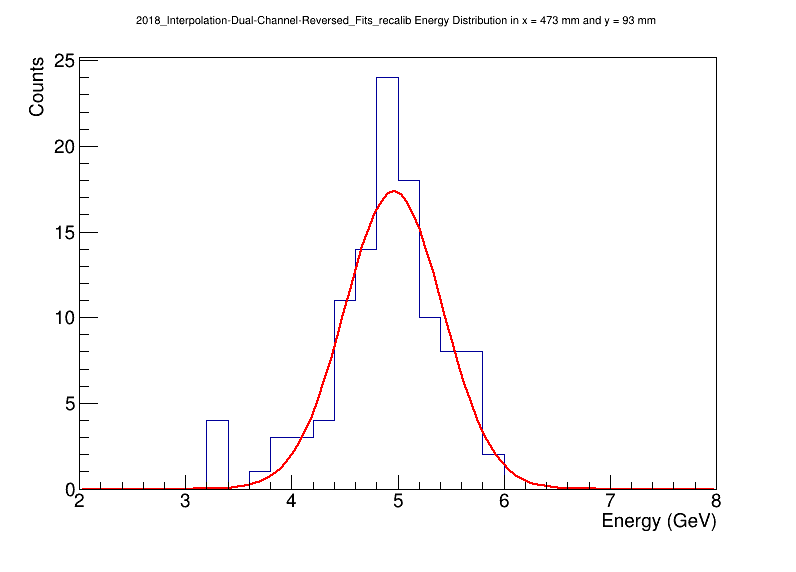 2018_Interpolation-Dual-Channel-Reversed_Fits_recalib Energy Distribution in x = 473 mm and y = 93 mm
Counts
25
20
15
10
5
0
2 3 4 5 6 7 8
Energy (GeV)